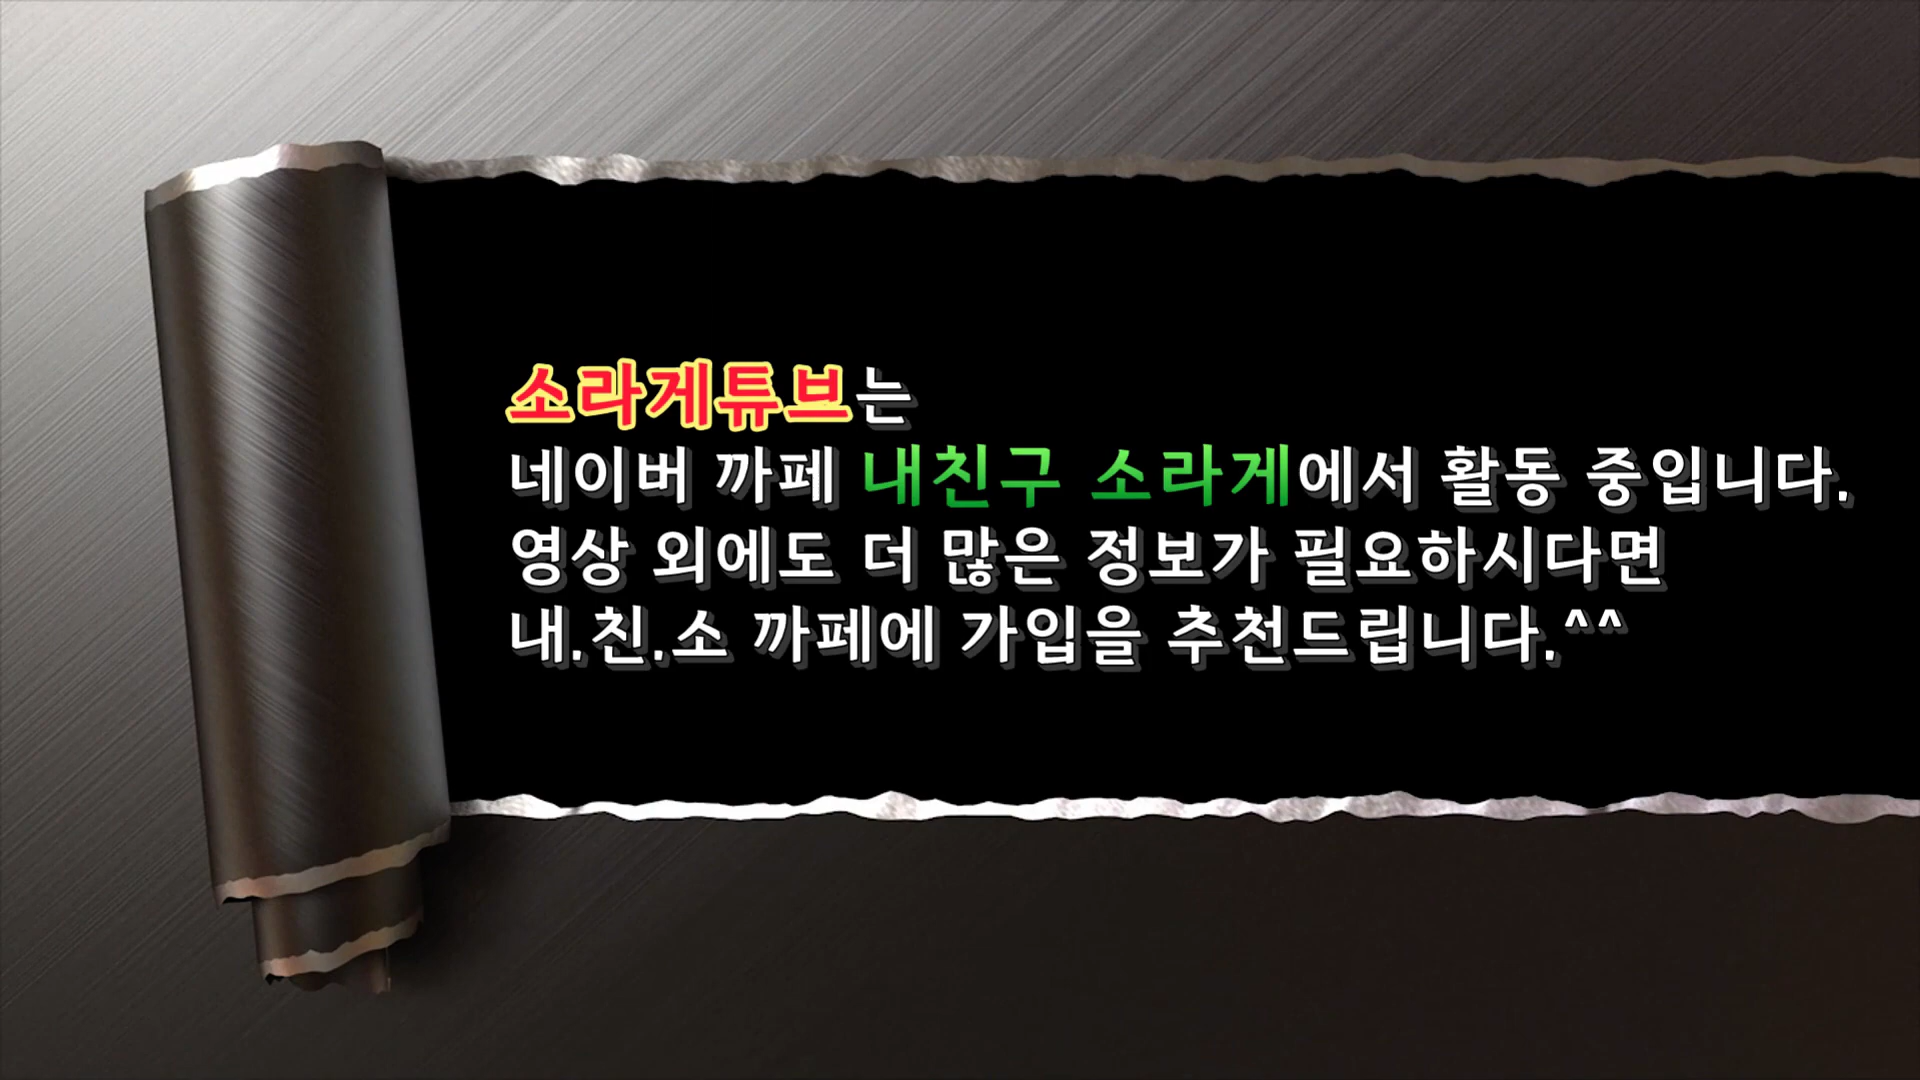 소라게튜브는
네이버 까페 내친구 소라게에서 활동 중입니다.
영상 외에도 더 많은 정보가 필요하시다면
내.친.소 까페에 가입을 추천드립니다.^^